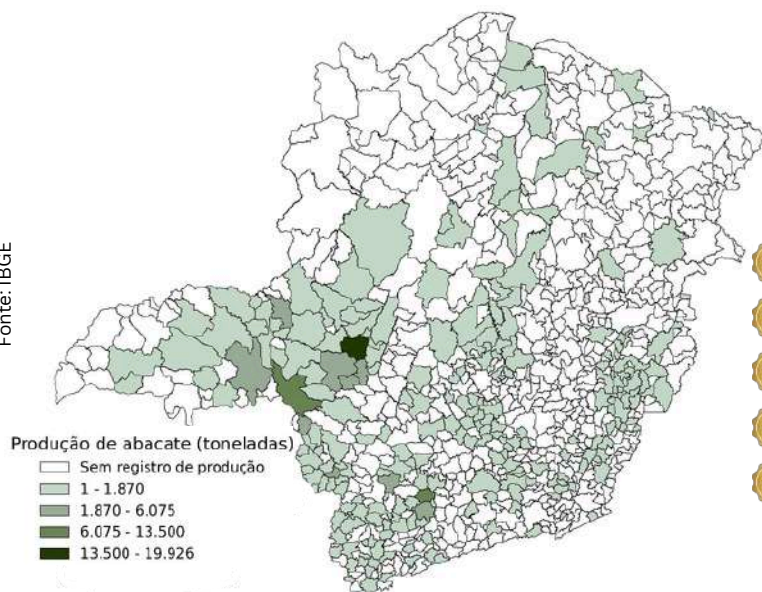 Fonte: IBGE
Produção de abacate (toneladas)
Sem registro de produção
1 - 1.870
1.870 - 6.075
6.075 - 13.500
13.500 - 19.926